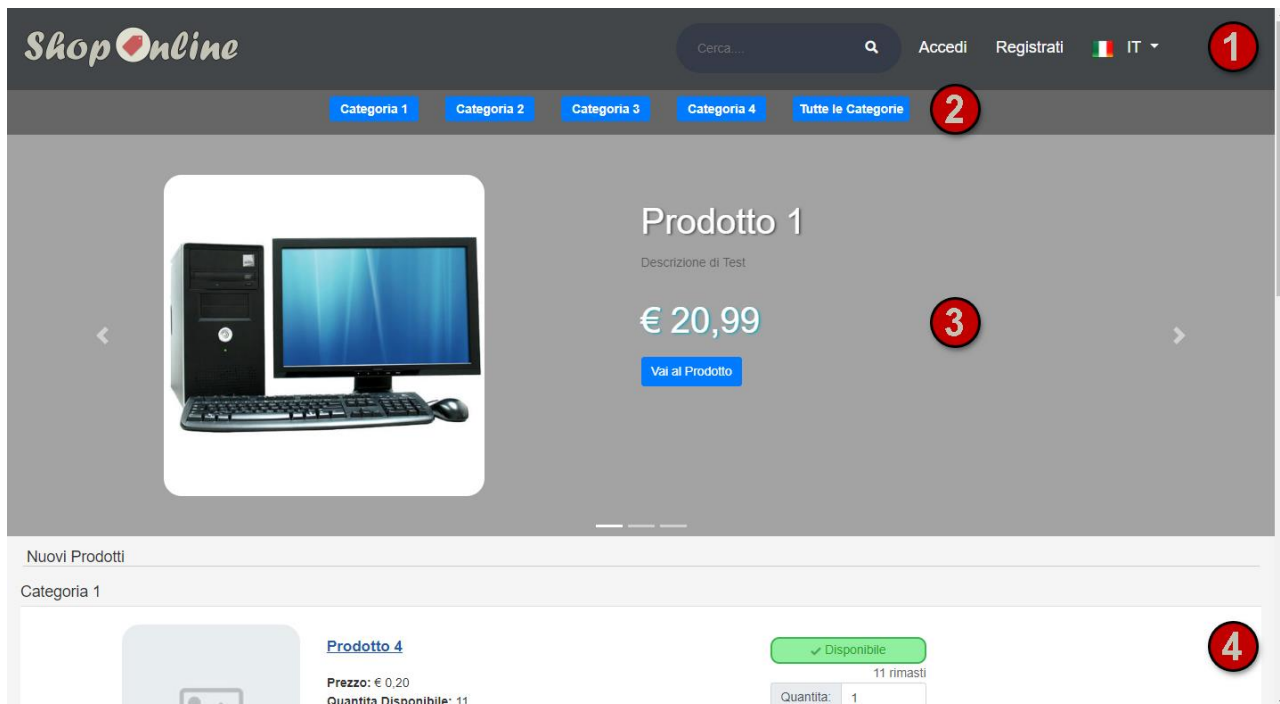 Shop Online
Cerca....
Accedi
Registrati
IT
1
Categoria 1
Categoria 2
Categoria 3
Categoria 4
Tutte le Categorie
2
Prodotto 1
Descrizione di Test
€ 20,99
3
Vai al Prodotto
Nuovi Prodotti
Categoria 1
Prodotto 4
Disponibile
4
11 rimasti
Prezzo: € 0,20
Quantita Disponibile: 11
Quantita: 1